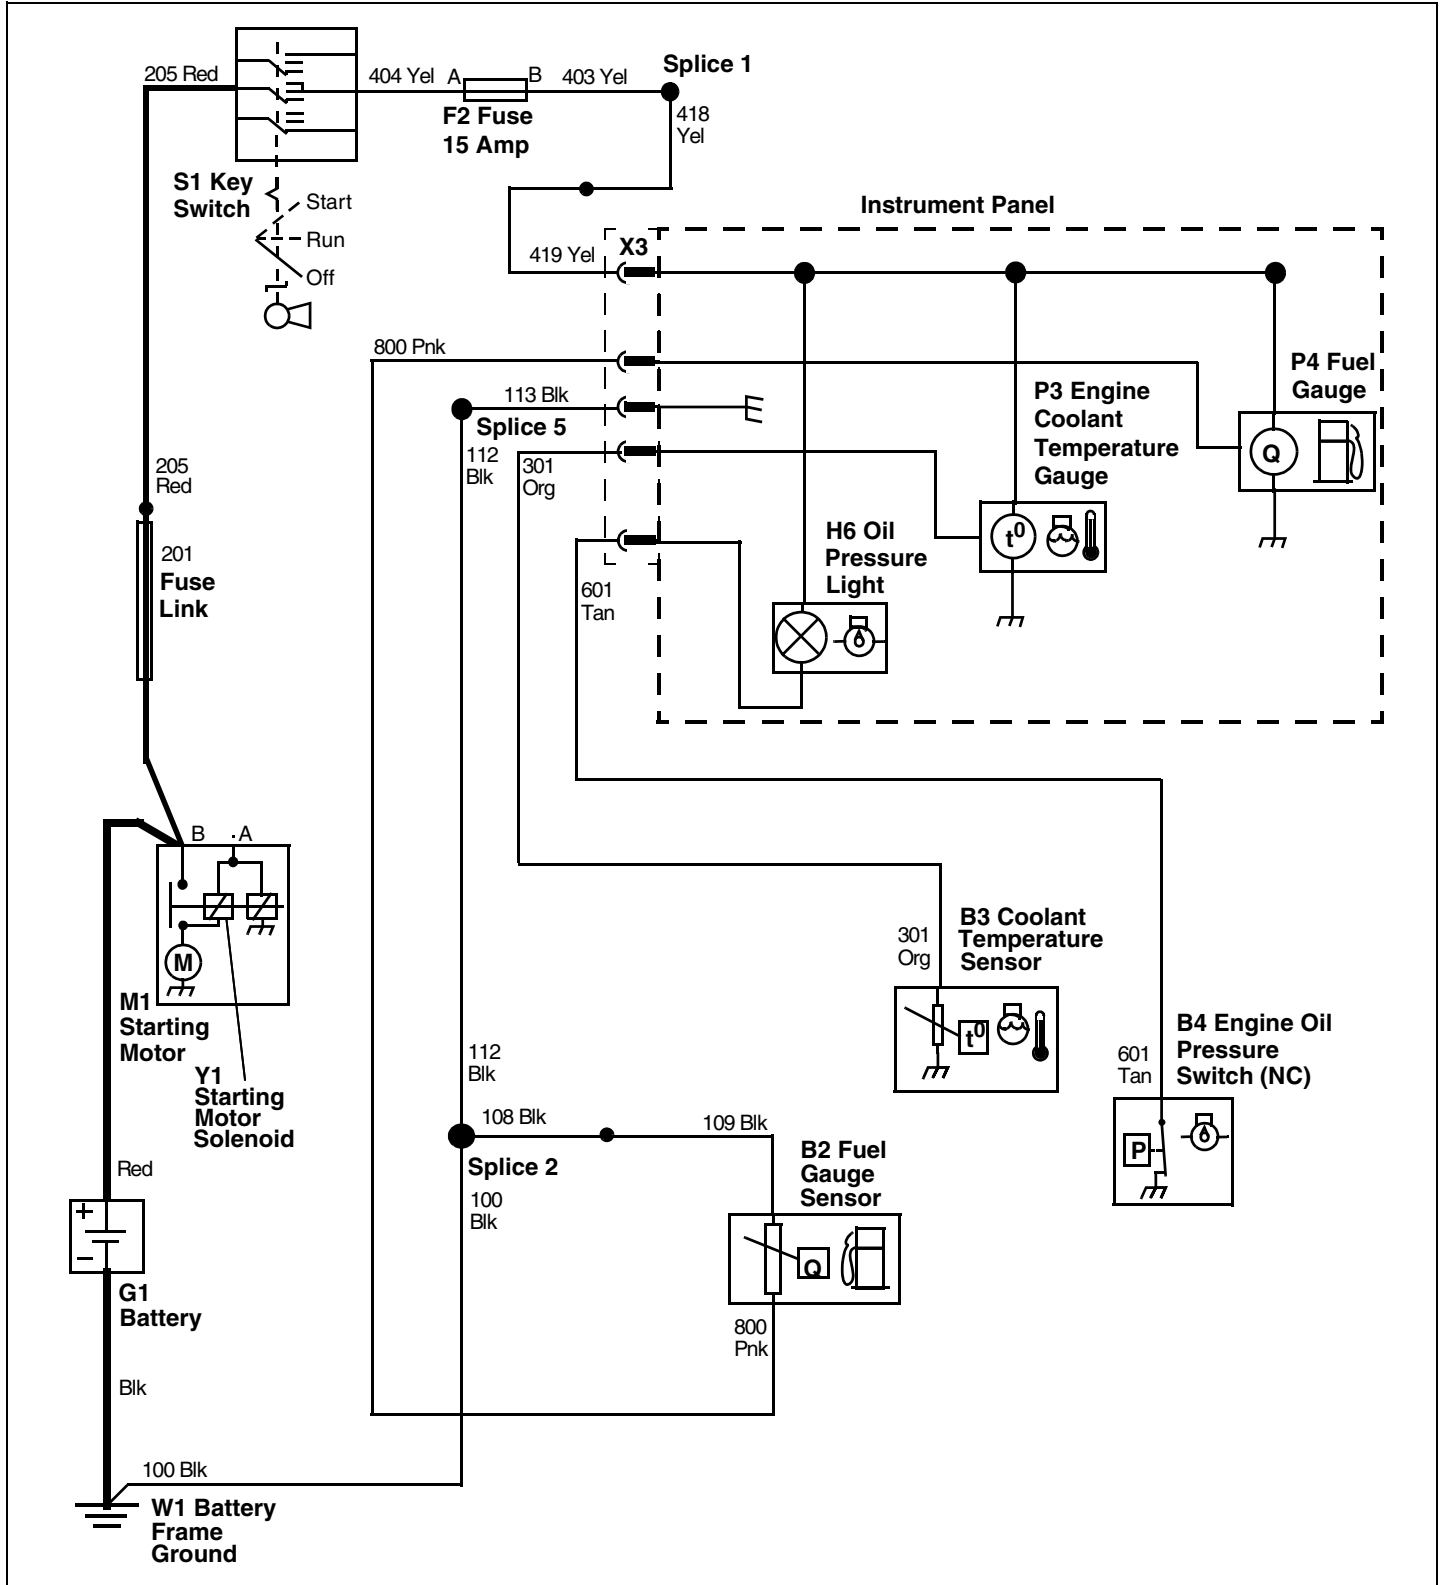 205 Red
404 Yel
A
B
403 Yel
Splice 1
F2 Fuse
15 Amp
418
Yel
S1 Key
Switch
Start
Run
Off
Instrument Panel
419 Yel
X3
800 Pnk
113 Blk
Splice 5
112
Blk
301
Org
P4 Fuel
Gauge
Q
P3 Engine
Coolant
Temperature
Gauge
t0
H6 Oil
Pressure
Light
205
Red
201
Fuse
Link
601
Tan
B
A
M
M1
Starting
Motor
Y1
Starting
Motor
Solenoid
301
Org
B3 Coolant
Temperature
Sensor
t0
B4 Engine Oil
Pressure
Switch (NC)
601
Tan
P
112
Blk
108 Blk
109 Blk
Splice 2
100
Blk
B2 Fuel
Gauge
Sensor
Q
800
Pnk
Red
+
−
G1
Battery
Blk
100 Blk
W1 Battery
Frame
Ground